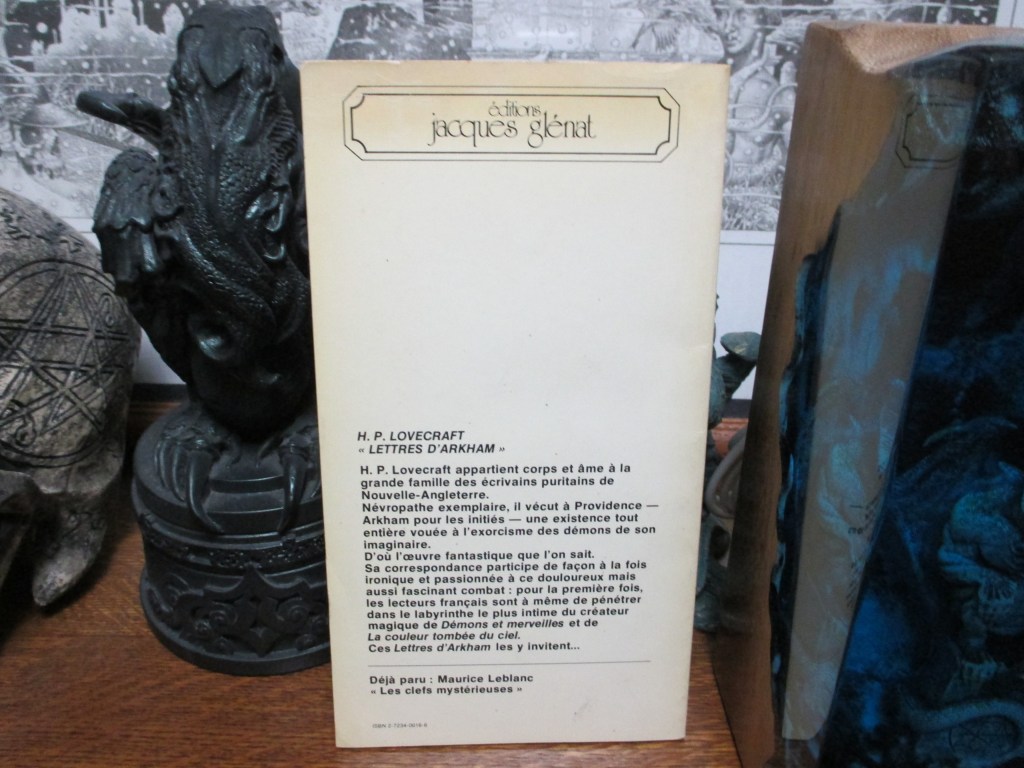 éditions
jacques glénat
H. P. LOVECRAFT
« LETTRES D'ARKHAM »
H. P. Lovecraft appartient corps et âme à la
grande famille des écrivains puritains de
Nouvelle-Angleterre.
Névropathe exemplaire, il vécut à Providence —
Arkham pour les initiés — une existence tout
entière vouée à l'exorcisme des démons de son
imaginaire.
D'où l'œuvre fantastique que l'on sait.
Sa correspondance participe de façon à la fois
ironique et passionnée à ce douloureux mais
aussi fascinant combat : pour la première fois,
les lecteurs français sont à même de pénétrer
dans le labyrinthe le plus intime du créateur
magique de Démons et merveilles et de
La couleur tombée du ciel.
Ces Lettres d'Arkham les y invitent...
Déjà paru : Maurice Leblanc
« Les clefs mystérieuses »